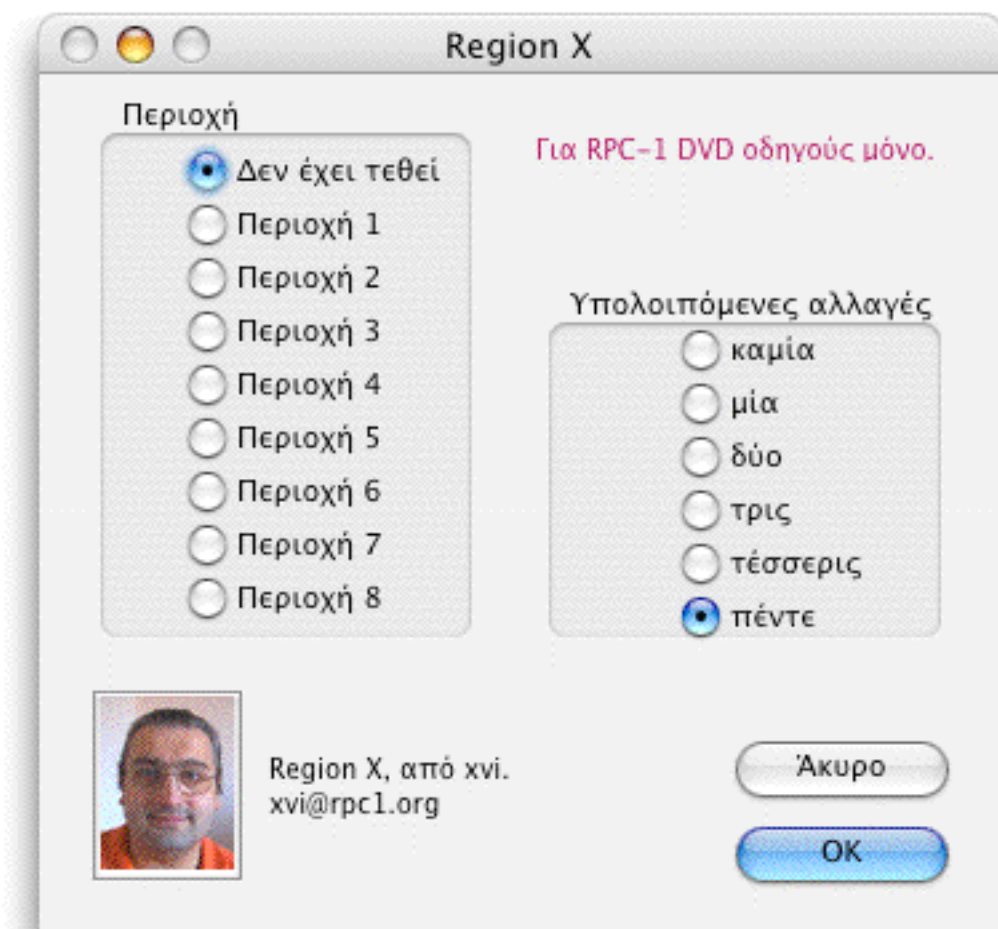 Region X
Περιοχή
Δεν έχει τεθεί
Περιοχή 1
Περιοχή 2
Περιοχή 3
Περιοχή 4
Περιοχή 5
Περιοχή 6
Περιοχή 7
Περιοχή 8
Για RPC-1 DVD οδηγούς μόνο.
Υπολοιπόμενες αλλαγές
καμία
μία
δύο
τρις
τέσσερις
πέντε
Region X, από xvi.
xvi@rpc1.org
Άκυρο
OK